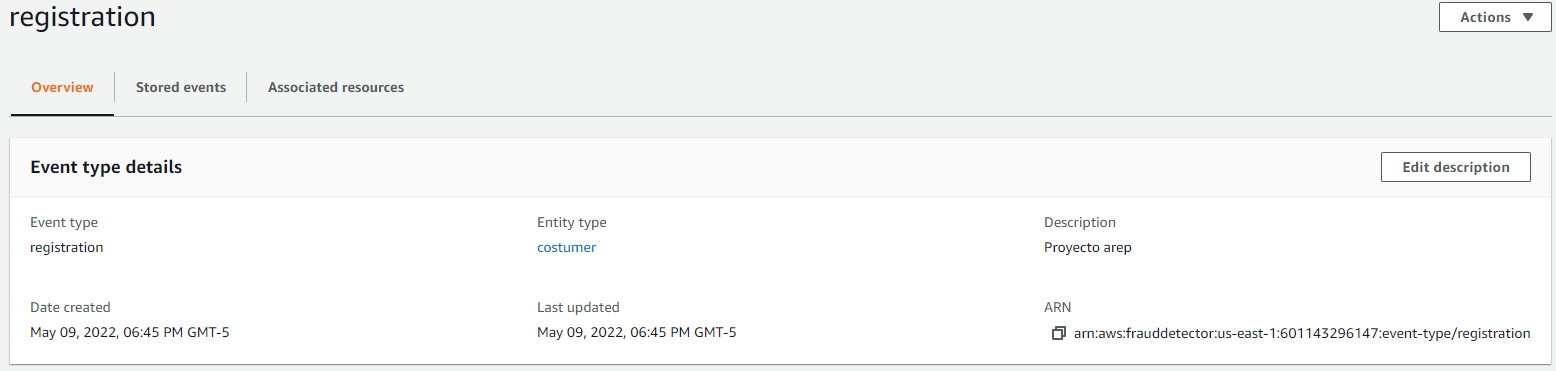 registration
Actions
Overview
Stored events
Associated resources
Event type details
Edit description
Event type
Entity type
Description
registration
costumer
Proyecto arep
Date created
Last updated
ARN
May 09, 2022, 06:45 PM GMT-5
May 09, 2022, 06:45 PM GMT-5
arn:aws:frauddetector:us-east-1:601143296147:event-type/registration